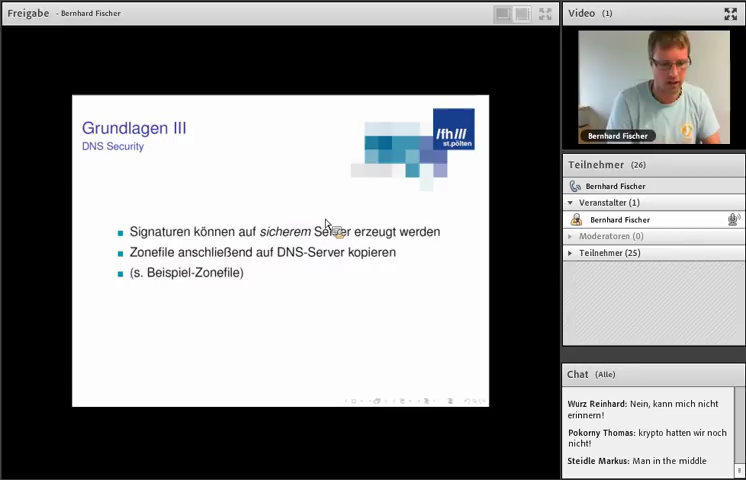 Freigabe - Bernhard Fischer
Grundlagen III
DNS Security
/fh///
st.pölten
Signaturen können auf sicherem Server erzeugt werden
Zonefile anschließend auf DNS-Server kopieren
(s. Beispiel-Zonefile)
Video (1)
Bernhard Fischer
Teilnehmer (26)
Bernhard Fischer
Veranstalter (1)
Bernhard Fischer
Moderatoren (0)
Teilnehmer (25)
Chat (Alle)
Wurz Reinhard: Nein, kann mich nicht
erinnern!
Pokorny Thomas: krypto hatten wir noch
nicht!
Steidle Markus: Man in the middle